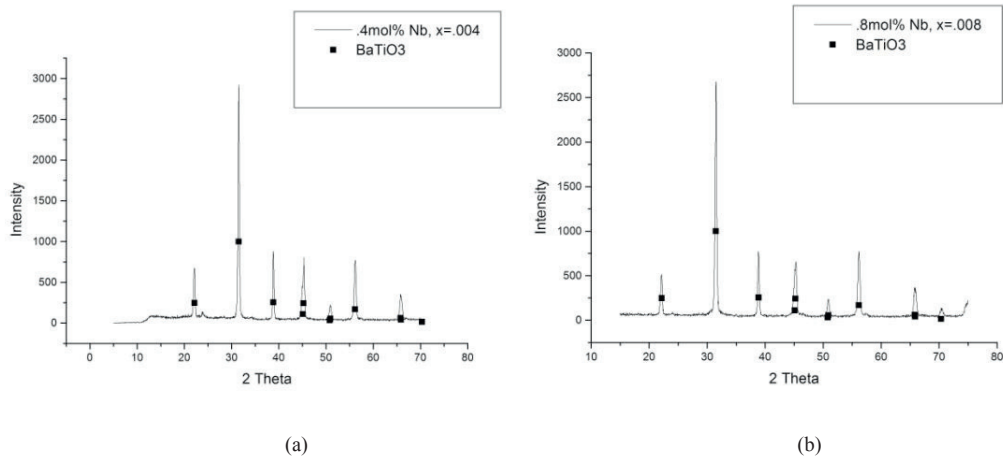 .4mol% Nb, x=.004
BaTiO3
3000
2500
2000
1500
1000
500
0
Intensity
0 10 20 30 40 50 60 70 80
2 Theta
(a)
.8mol% Nb, x=.008
BaTiO3
3000
2500
2000
1500
1000
500
0
Intensity
10 20 30 40 50 60 70 80
2 Theta
(b)